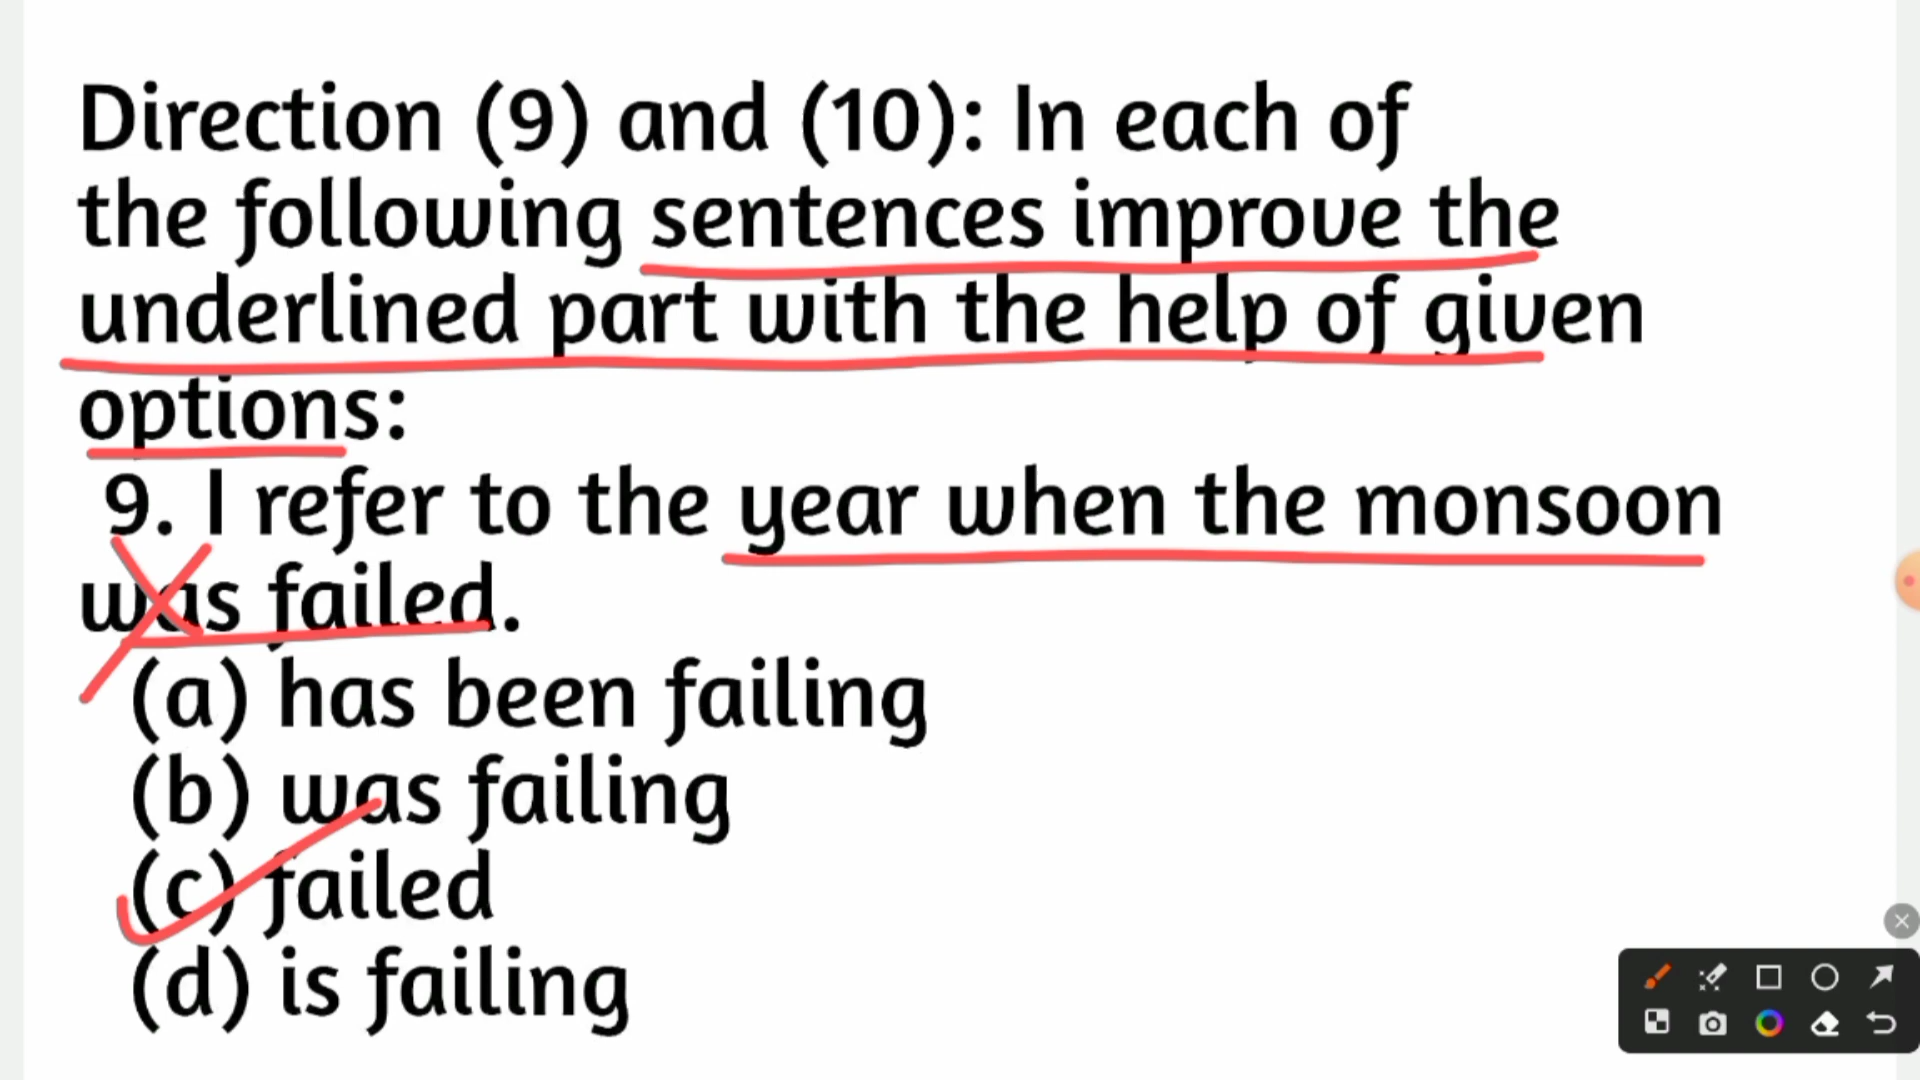 Direction (9) and (10): In each of
the following sentences improve the
underlined part with the help of given
options:
9. I refer to the year when the monsoon
was failed.
(a) has been failing
(b) was failing
(c) failed
(d) is failing